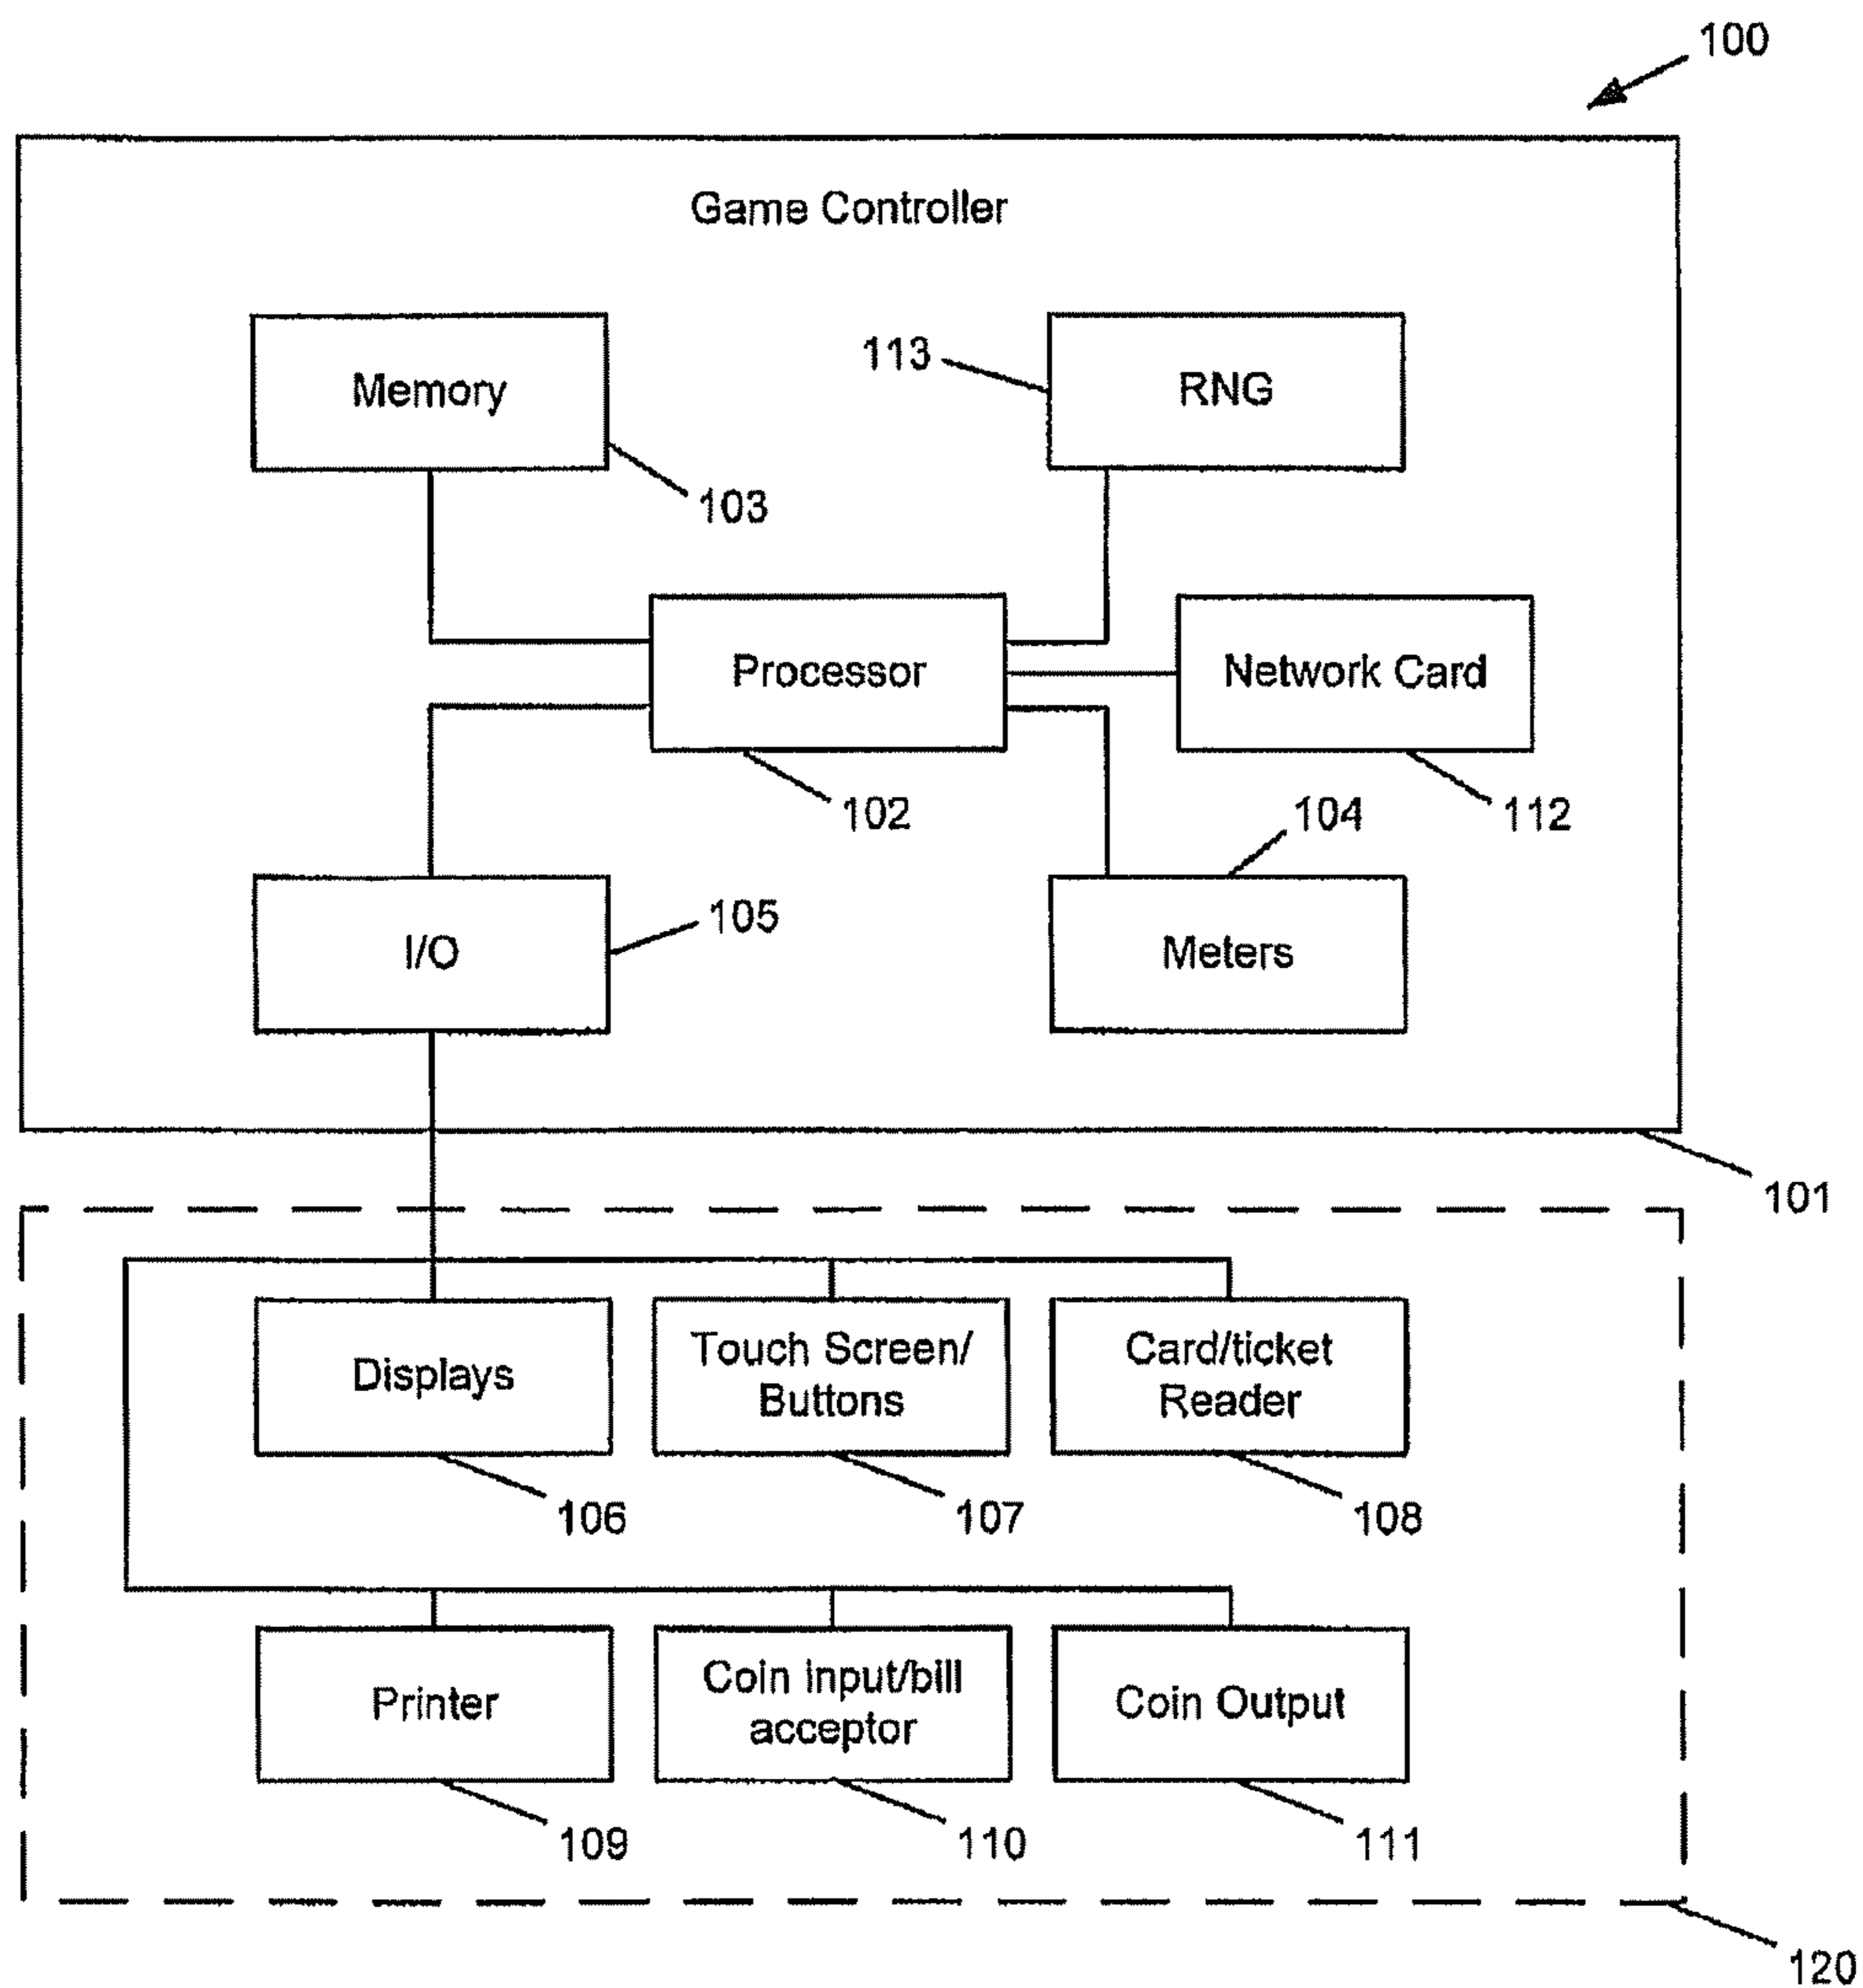 100
Game Controller
Memory
113
RNG
103
Processor
Network Card
102
104
112
I/O
105
Meters
101
Displays
Touch Screen/
Buttons
Card/ticket
Reader
106
107
108
Printer
Coin input/bill
acceptor
Coin Output
109
110
111
120